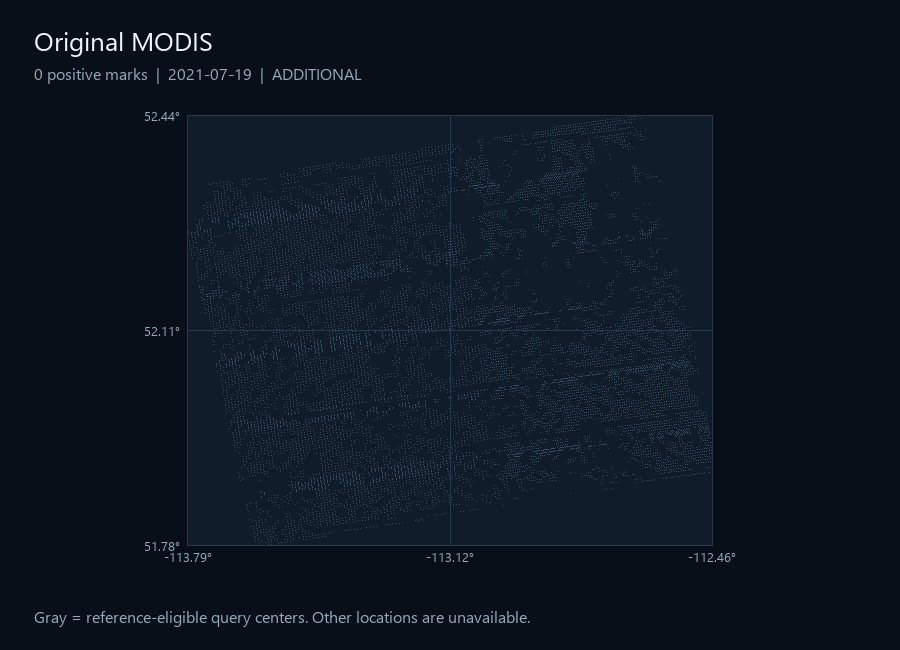 Original MODIS
0 positive marks | 2021-07-19 | ADDITIONAL
52.44°
52.11°
51.78°
-113.79°
-113.12°
-112.46°
Gray = reference-eligible query centers. Other locations are unavailable.